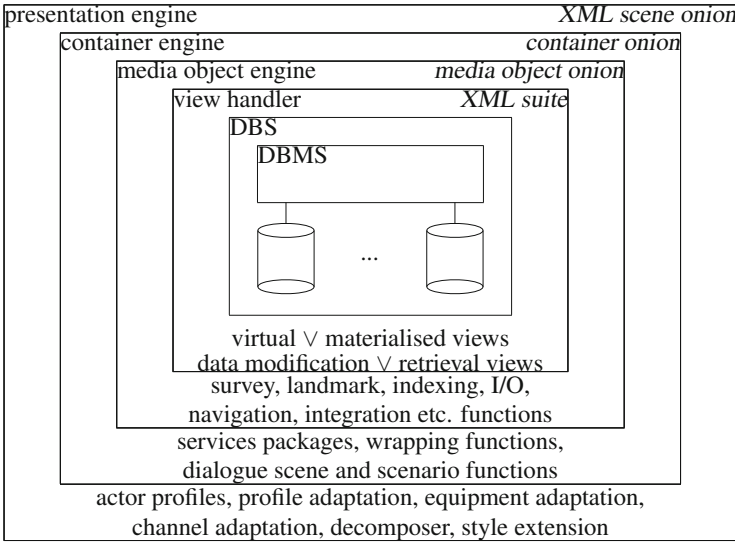 presentation engine XML scene onion
container engine container onion
media object engine media object onion
view handler XML suite
DBS
DBMS
...
virtual ∨ materialised views
data modification ∨ retrieval views
survey, landmark, indexing, I/O,
navigation, integration etc. functions
services packages, wrapping functions,
dialogue scene and scenario functions
actor profiles, profile adaptation, equipment adaptation,
channel adaptation, decomposer, style extension